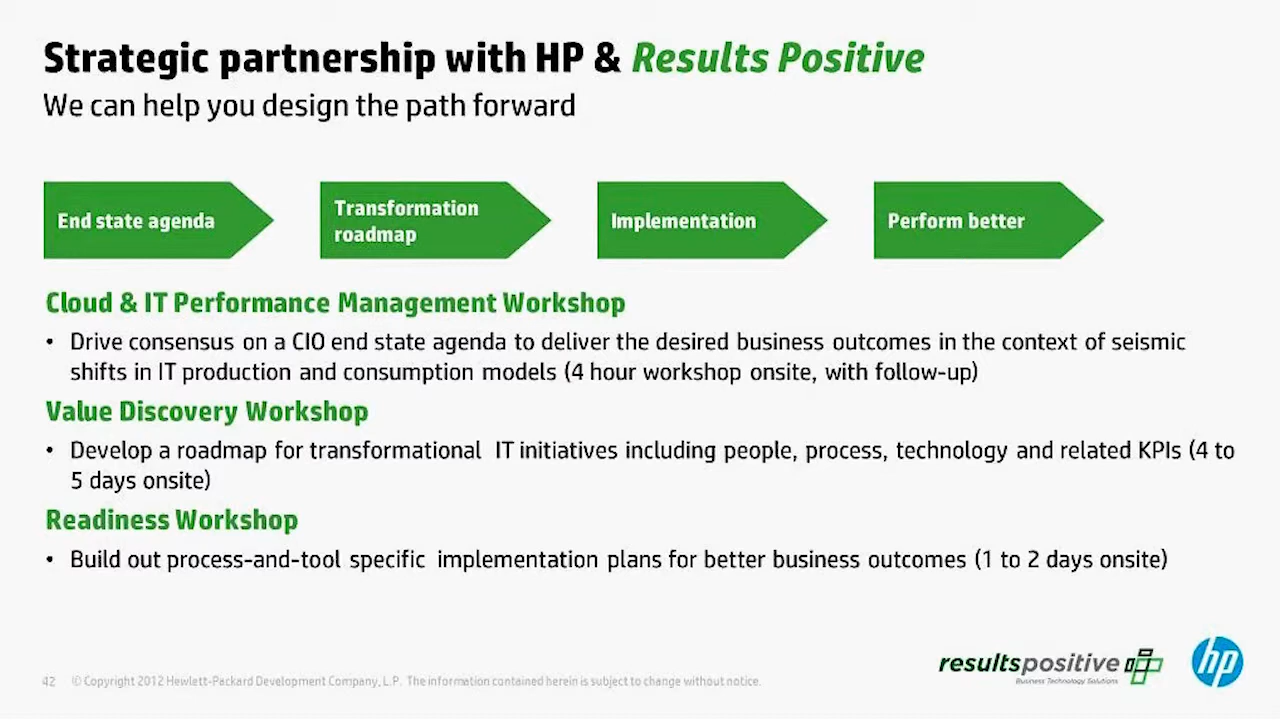 Strategic partnership with HP & Results Positive
We can help you design the path forward
End state agenda
Transformation
roadmap
Implementation
Perform better
Cloud & IT Performance Management Workshop
• Drive consensus on a CIO end state agenda to deliver the desired business outcomes in the context of seismic
shifts in IT production and consumption models (4 hour workshop onsite, with follow-up)
Value Discovery Workshop
• Develop a roadmap for transformational IT initiatives including people, process, technology and related KPIs (4 to
5 days onsite)
Readiness Workshop
• Build out process-and-tool specific implementation plans for better business outcomes (1 to 2 days onsite)
resultspositive
Business Technology Solutions
hp
42 © Copyright 2012 Hewlett-Packard Development Company, L.P. The information contained herein is subject to change without notice.